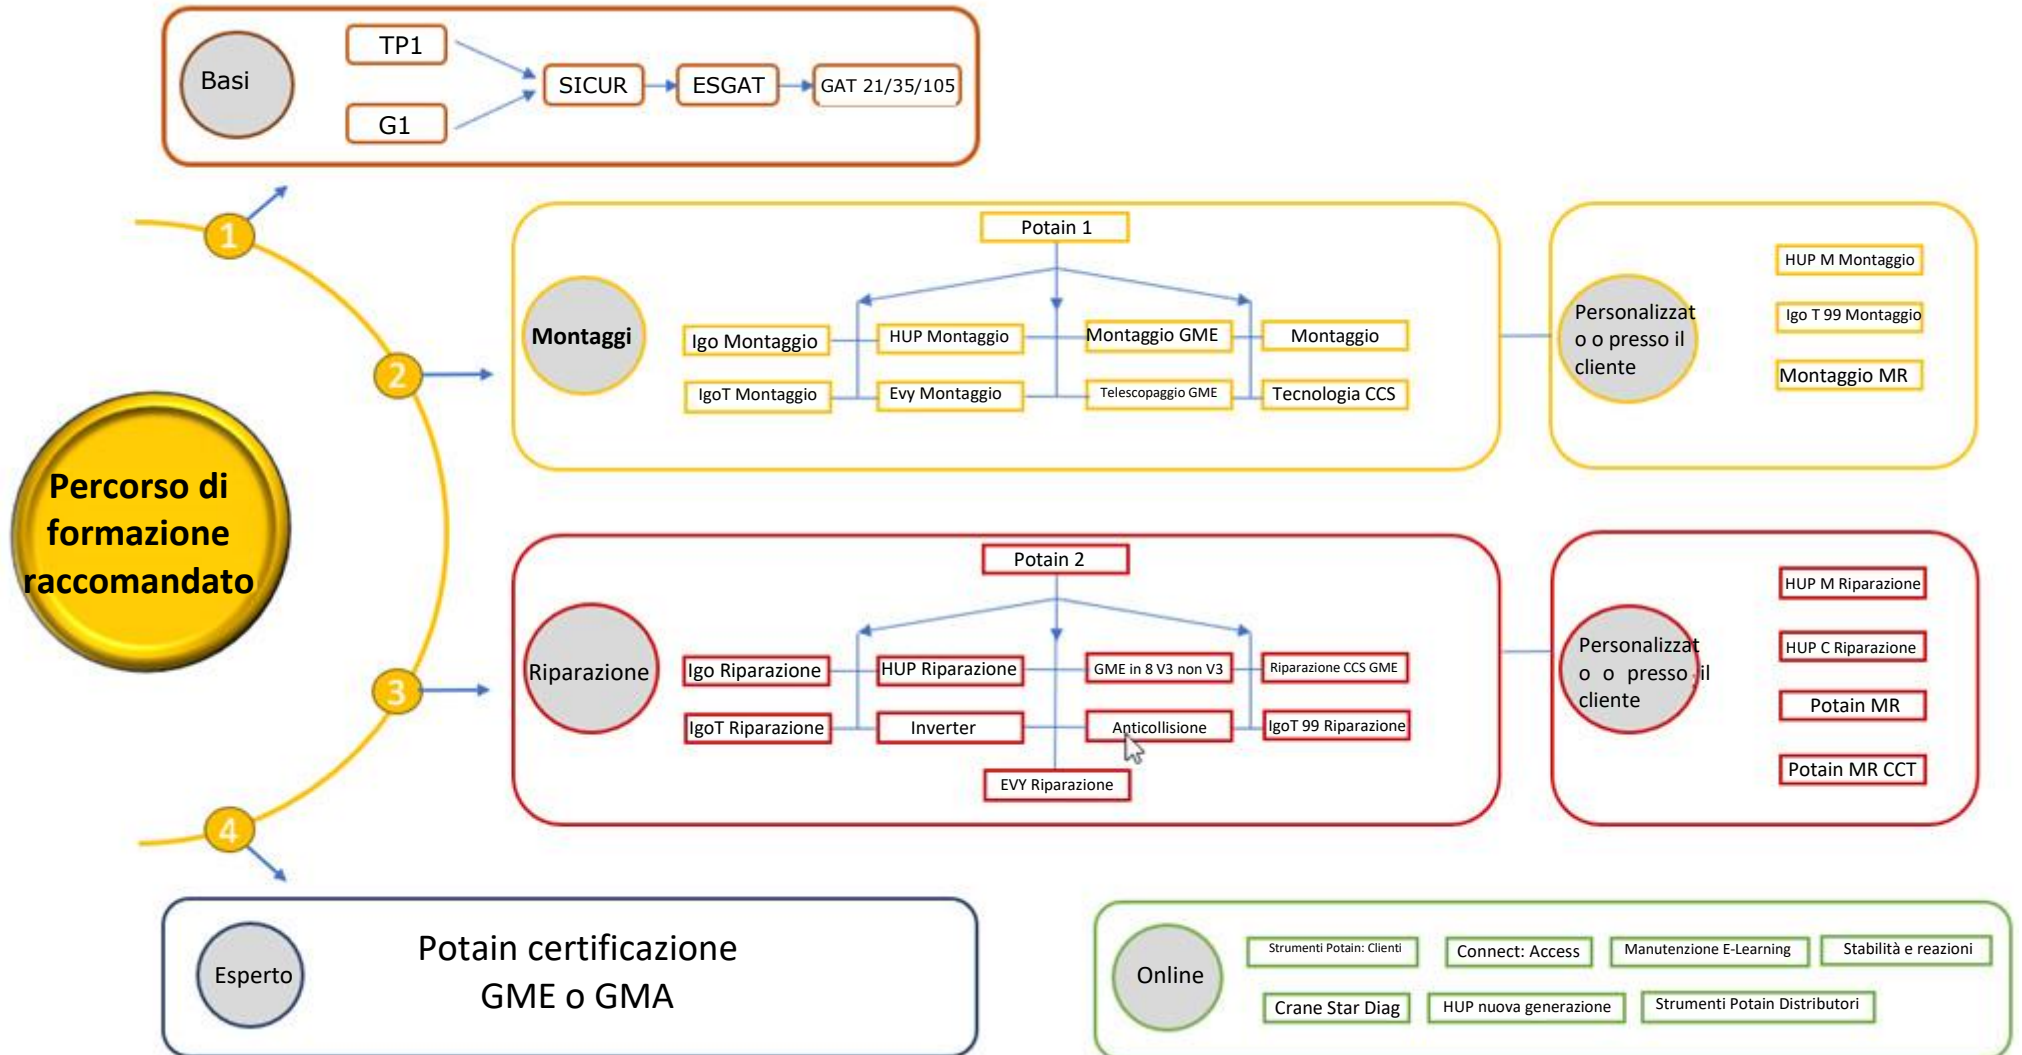 Basi
TP1
G1
SICUR
ESGAT
GAT 21/35/105
1
2
3
4
Percorso di
formazione
raccomandato
Montaggi
Potain 1
Igo Montaggio
HUP Montaggio
Montaggio GME
Montaggio
IgoT Montaggio
Evy Montaggio
Telescopaggio GME
Tecnologia CCS
Personalizzat
o o presso il
cliente
HUP M Montaggio
Igo T 99 Montaggio
Montaggio MR
Riparazione
Potain 2
Igo Riparazione
HUP Riparazione
GME in 8 V3 non V3
Riparazione CCS GME
IgoT Riparazione
Inverter
Anticollisione
IgoT 99 Riparazione
EVY Riparazione
Personalizzat
o o presso il
cliente
HUP M Riparazione
HUP C Riparazione
Potain MR
Potain MR CCT
Esperto
Potain certificazione
GME o GMA
Online
Strumenti Potain: Clienti
Connect: Access
Manutenzione E-Learning
Stabilità e reazioni
Crane Star Diag
HUP nuova generazione
Strumenti Potain Distributori